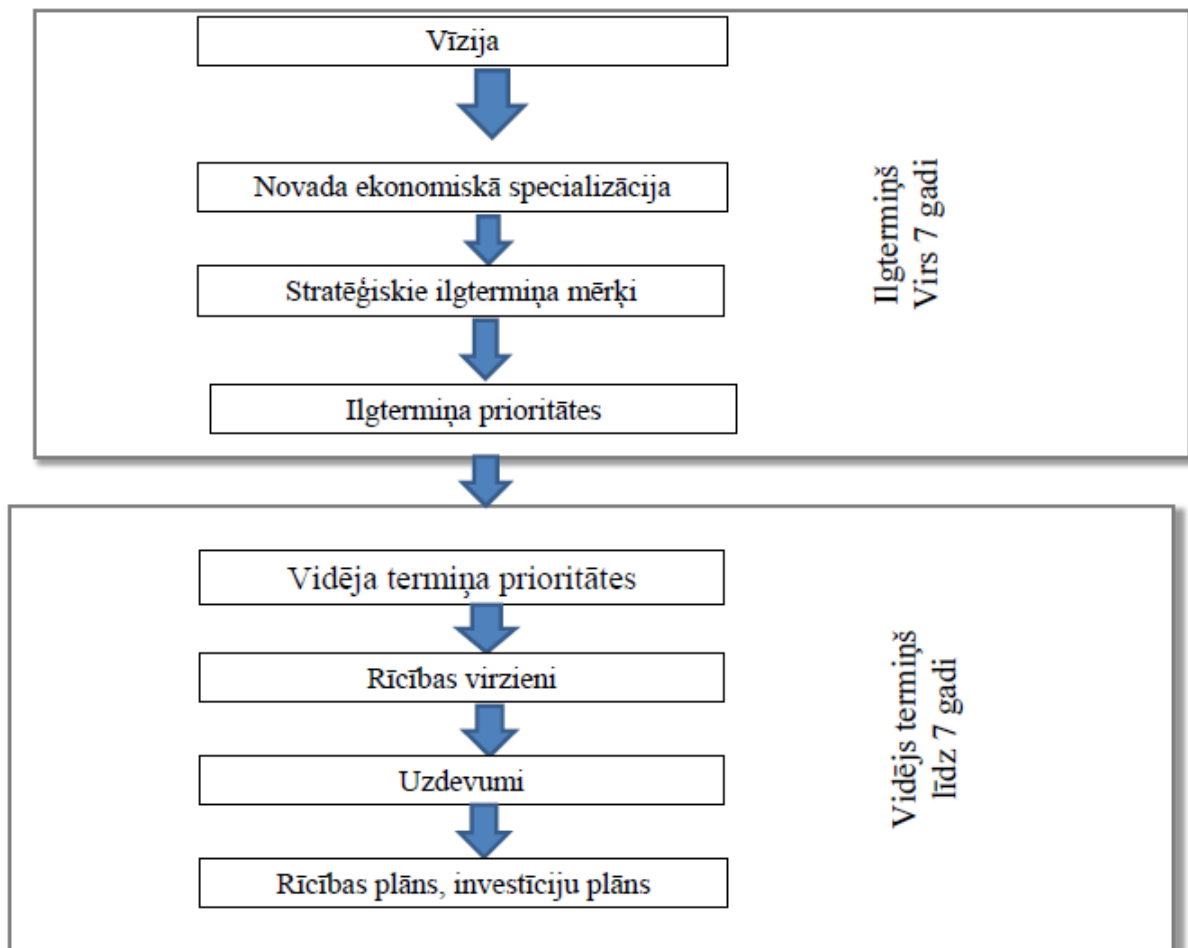 Vīzija
Novada ekonomiskā specializācija
Stratēģiskie ilgtermiņa mērķi
Ilgtermiņa prioritātes
Ilgtermiņš
Virs 7 gadi
Vidēja termiņa prioritātes
Rīcības virzieni
Uzdevumi
Rīcības plāns, investīciju plāns
Vidējs termiņš
līdz 7 gadi